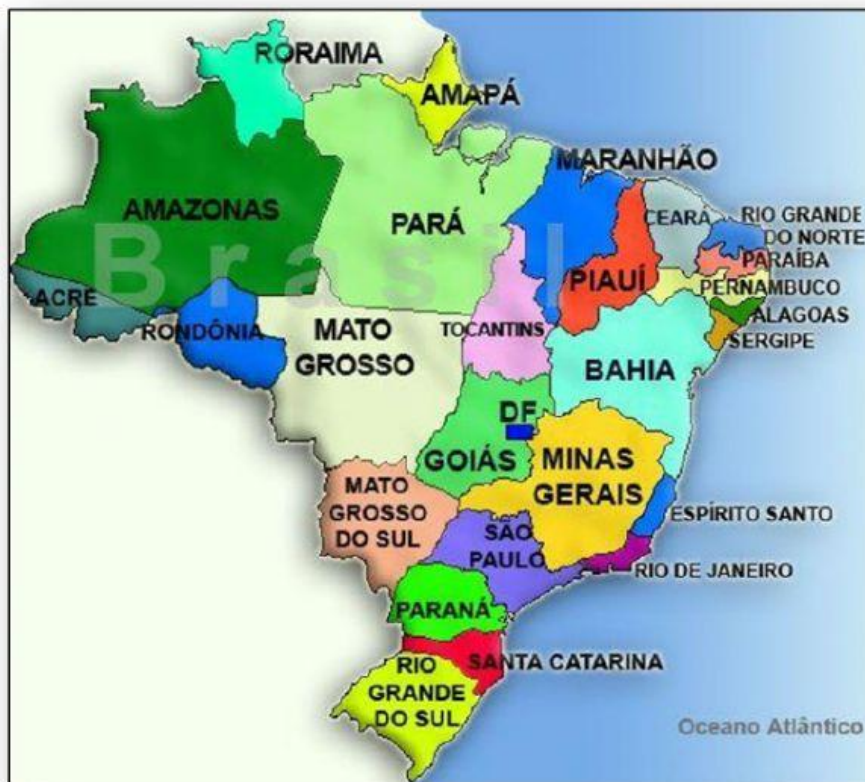 RORAIMA
AMAPÁ
MARANHÃO
AMAZONAS
PARÁ
CEARÁ
RIO GRANDE
DO NORTE
PARAÍBA
Brasil
PIAUÍ
PERNAMBUCO
ACRE
RONDÔNIA
MATO
GROSSO
TOCANTINS
ALAGOAS
SERGIPE
BAHIA
DF
GOIÁS
MINAS
GERAIS
MATO
GROSSO
DO SUL
ESPÍRITO SANTO
SÃO
PAULO
RIO DE JANEIRO
PARANÁ
SANTA CATARINA
RIO
GRANDE
DO SUL
Oceano Atlântico